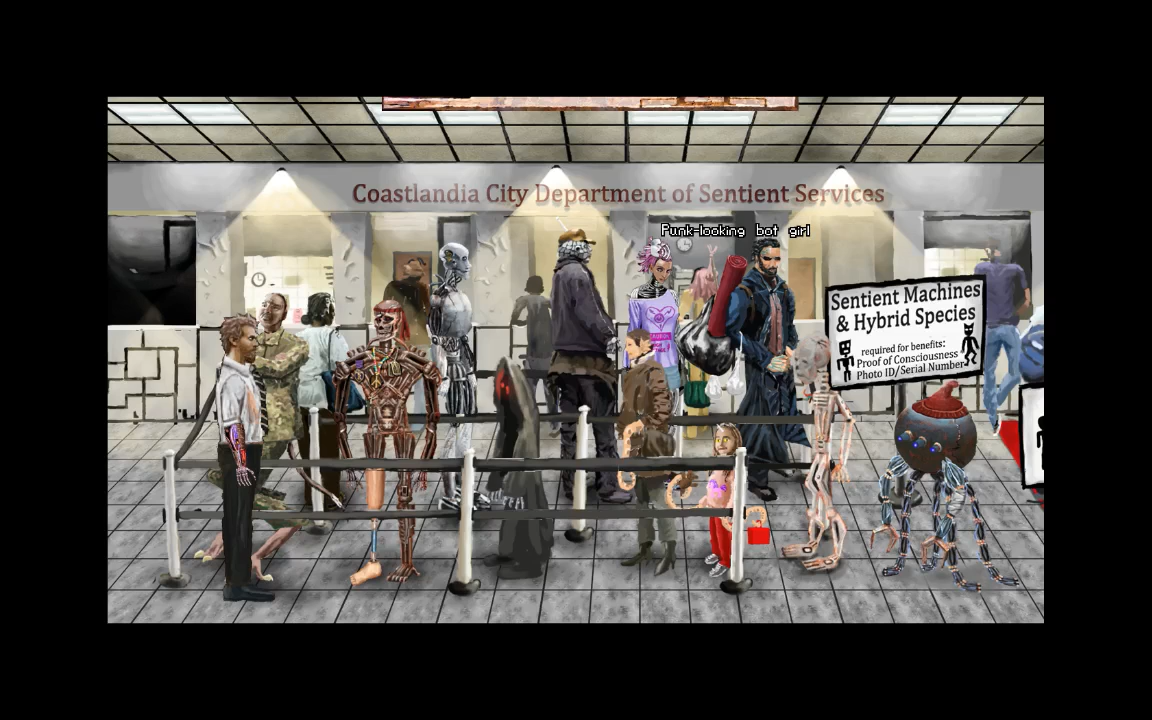 Coastlandia City Department of Sentient Services
Punk-looking bot girl
Sentient Machines
& Hybrid Species
required for benefits:
Proof of Consciousness
Photo ID/Serial Number